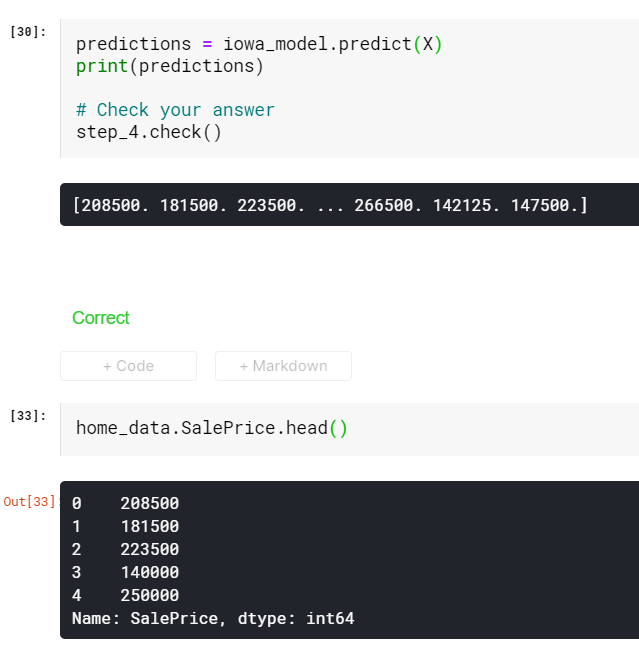 [30]:
predictions = iowa_model.predict(X)
print(predictions)
# Check your answer
step_4.check()
[208500. 181500. 223500. ... 266500. 142125. 147500.]
Correct
+ Code + Markdown
[33]:
home_data.SalePrice.head()
Out[33]:
0 208500
1 181500
2 223500
3 140000
4 250000
Name: SalePrice, dtype: int64